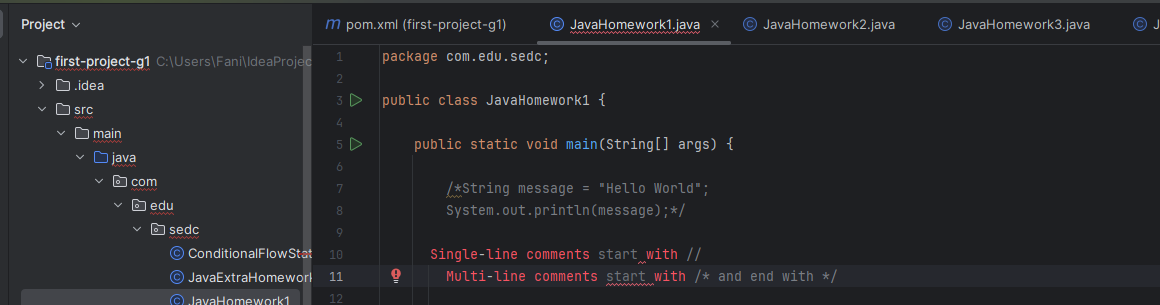 Project
pom.xml (first-project-g1) JavaHomework1.java JavaHomework2.java JavaHomework3.java J
first-project-g1 C:\Users\Fani\IdeaProjec
.idea
src
main
java
com
edu
sedc
ConditionalFlowStat
JavaExtraHomework
JavaHomework1
1 package com.edu.sedc;
2
3 public class JavaHomework1 {
4
5 public static void main(String[] args) {
6
7 /*String message = "Hello World";
8 System.out.println(message);*/
9
10 Single-line comments start with //
11 Multi-line comments start with /* and end with */
12